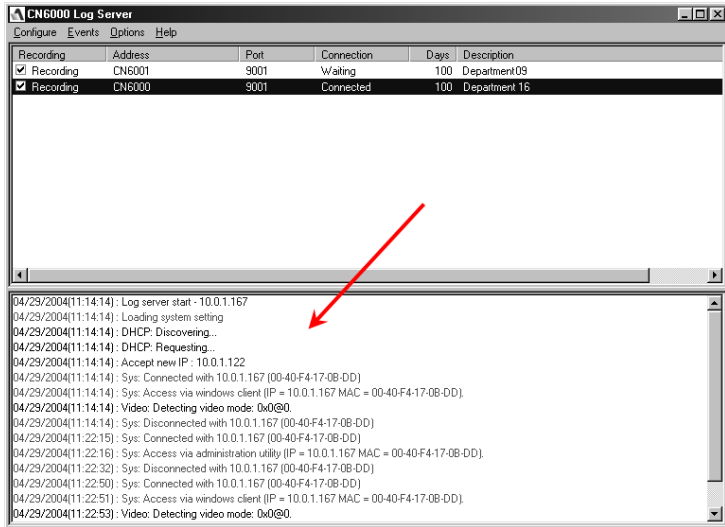 CN6000 Log Server
Configure Events Options Help
Recording Address Port Connection Days Description
Recording CN6001 9001 Waiting 100 Department09
Recording CN6000 9001 Connected 100 Department 16
04/29/2004(11:14:14) : Log server start - 10.0.1.167
04/29/2004(11:14:14) : Loading system setting
04/29/2004(11:14:14) : DHCP: Discovering...
04/29/2004(11:14:14) : DHCP: Requesting...
04/29/2004(11:14:14) : Accept new IP : 10.0.1.122
04/29/2004(11:14:14) : Sys: Connected with 10.0.1.167 (00-40-F4-17-0B-DD)
04/29/2004(11:14:14) : Sys: Access via windows client (IP = 10.0.1.167 MAC = 00-40-F4-17-0B-DD).
04/29/2004(11:14:14) : Video: Detecting video mode: 0x0@0.
04/29/2004(11:14:14) : Sys: Disconnected with 10.0.1.167 (00-40-F4-17-0B-DD)
04/29/2004(11:22:15) : Sys: Connected with 10.0.1.167 (00-40-F4-17-0B-DD)
04/29/2004(11:22:16) : Sys: Access via administration utility (IP = 10.0.1.167 MAC = 00-40-F4-17-0B-DD).
04/29/2004(11:22:32) : Sys: Disconnected with 10.0.1.167 (00-40-F4-17-0B-DD)
04/29/2004(11:22:50) : Sys: Connected with 10.0.1.167 (00-40-F4-17-0B-DD)
04/29/2004(11:22:51) : Sys: Access via windows client (IP = 10.0.1.167 MAC = 00-40-F4-17-0B-DD).
04/29/2004(11:22:53) : Video: Detecting video mode: 0x0@0.